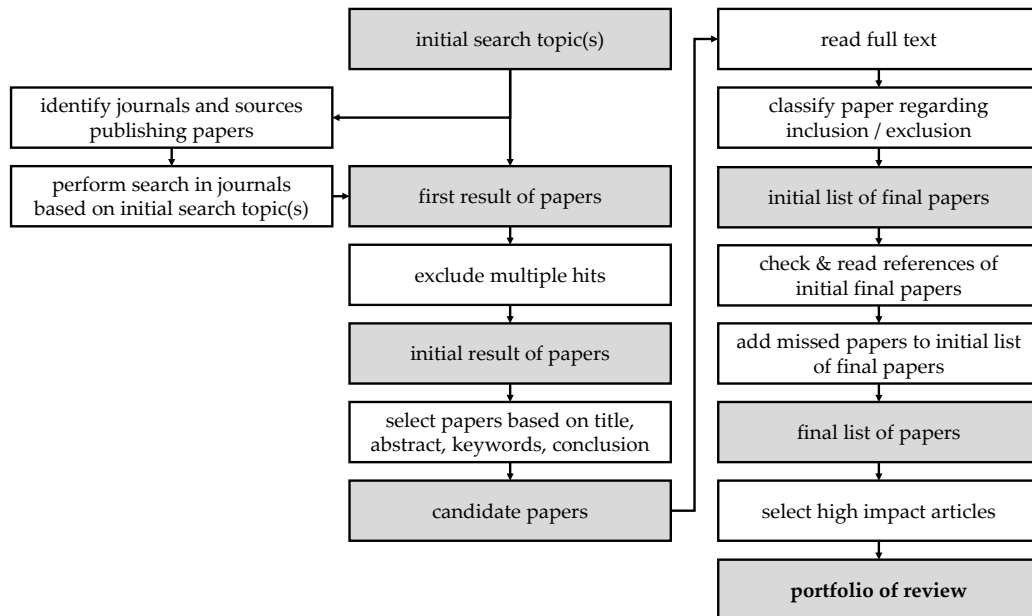 initial search topic(s)
identify journals and sources
publishing papers
perform search in journals
based on initial search topic(s)
first result of papers
exclude multiple hits
initial result of papers
select papers based on title,
abstract, keywords, conclusion
candidate papers
read full text
classify paper regarding
inclusion / exclusion
initial list of final papers
check & read references of
initial final papers
add missed papers to initial list
of final papers
final list of papers
select high impact articles
portfolio of review